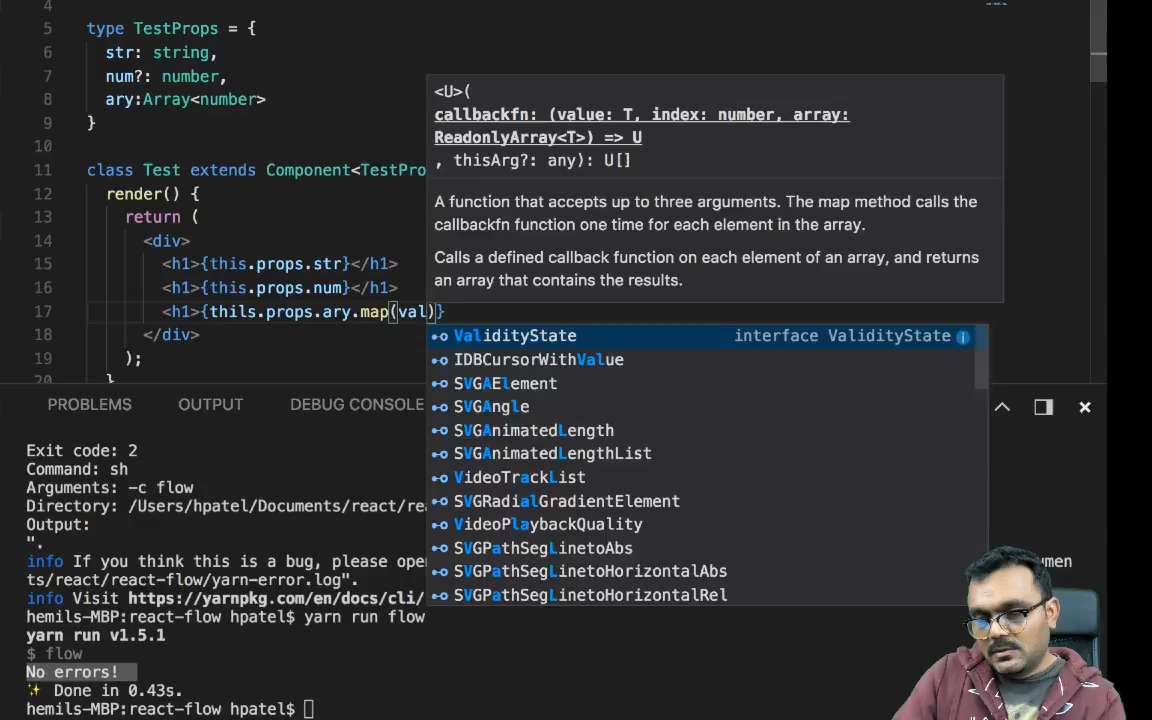 4
5 type TestProps = {
6 str: string,
7 num?: number,
8 ary:Array<number>
9 }
10
11 class Test extends Component<TestPro
12 render() {
13 return (
14 <div>
15 <h1>{this.props.str}</h1>
16 <h1>{this.props.num}</h1>
17 <h1>{thils.props.ary.map(val)}
18 </div>
19 );
20 }
<U>(
callbackfn: (value: T, index: number, array:
ReadonlyArray<T>) => U
, thisArg?: any): U[]
A function that accepts up to three arguments. The map method calls the
callbackfn function one time for each element in the array.
Calls a defined callback function on each element of an array, and returns
an array that contains the results.
ValidityState interface ValidityState
IDBCursorWithValue
SVGAElement
SVGAngle
SVGAnimatedLength
SVGAnimatedLengthList
VideoTrackList
SVGRadialGradientElement
VideoPlaybackQuality
SVGPathSegLinetoAbs
SVGPathSegLinetoHorizontalAbs
SVGPathSegLinetoHorizontalRel
PROBLEMS OUTPUT DEBUG CONSOLE
Exit code: 2
Command: sh
Arguments: -c flow
Directory: /Users/hpatel/Documents/react/rea
Output:
".
info If you think this is a bug, please ope umen
ts/react/react-flow/yarn-error.log".
info Visit https://yarnpkg.com/en/docs/cli/
hemils-MBP:react-flow hpatel$ yarn run flow
yarn run v1.5.1
$ flow
No errors!
✨ Done in 0.43s.
hemils-MBP:react-flow hpatel$